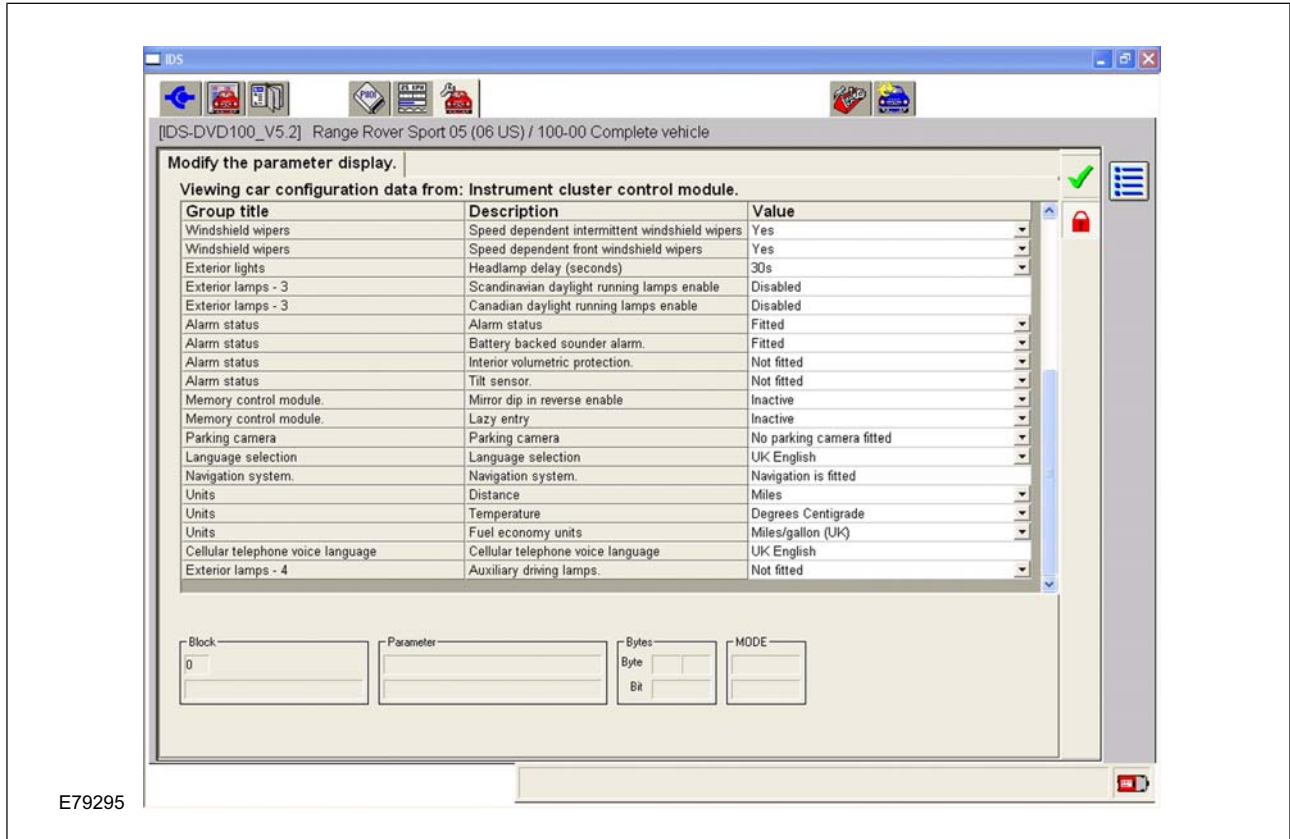 IDS
P1001
25 KPH
[IDS-DVD100_V5.2] Range Rover Sport 05 (06 US) / 100-00 Complete vehicle
Modify the parameter display.
Viewing car configuration data from: Instrument cluster control module.
Group title Description Value
Windshield wipers Speed dependent intermittent windshield wipers Yes
Windshield wipers Speed dependent front windshield wipers Yes
Exterior lights Headlamp delay (seconds) 30s
Exterior lamps - 3 Scandinavian daylight running lamps enable Disabled
Exterior lamps - 3 Canadian daylight running lamps enable Disabled
Alarm status Alarm status Fitted
Alarm status Battery backed sounder alarm. Fitted
Alarm status Interior volumetric protection. Not fitted
Alarm status Tilt sensor. Not fitted
Memory control module. Mirror dip in reverse enable Inactive
Memory control module. Lazy entry Inactive
Parking camera Parking camera No parking camera fitted
Language selection Language selection UK English
Navigation system. Navigation system. Navigation is fitted
Units Distance Miles
Units Temperature Degrees Centigrade
Units Fuel economy units Miles/gallon (UK)
Cellular telephone voice language Cellular telephone voice language UK English
Exterior lamps - 4 Auxiliary driving lamps. Not fitted
Block Parameter Bytes MODE
0 Byte
Bit
E79295